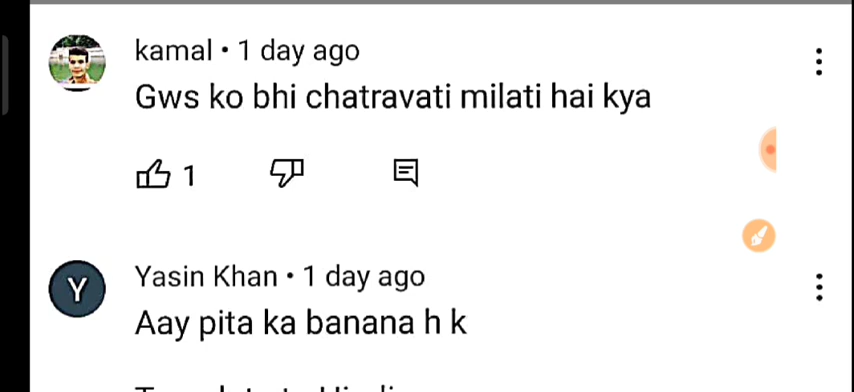 kamal • 1 day ago
Gws ko bhi chatravati milati hai kya
1
Y
Yasin Khan • 1 day ago
Aay pita ka banana h k